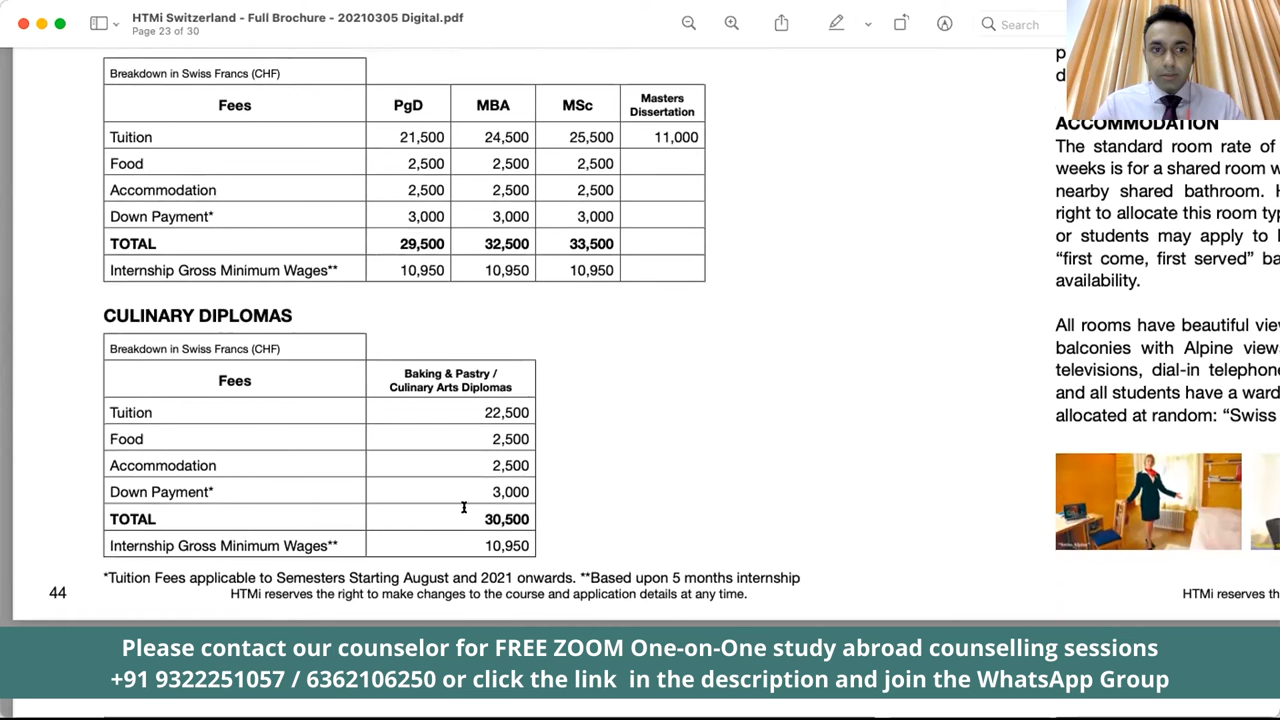 HTMi Switzerland - Full Brochure - 20210305 Digital.pdf
Page 23 of 30
Search
Breakdown in Swiss Francs (CHF)
Fees PgD MBA MSc Masters Dissertation
Tuition 21,500 24,500 25,500 11,000
Food 2,500 2,500 2,500
Accommodation 2,500 2,500 2,500
Down Payment* 3,000 3,000 3,000
TOTAL 29,500 32,500 33,500
Internship Gross Minimum Wages** 10,950 10,950 10,950
CULINARY DIPLOMAS
Breakdown in Swiss Francs (CHF)
Fees Baking & Pastry / Culinary Arts Diplomas
Tuition 22,500
Food 2,500
Accommodation 2,500
Down Payment* 3,000
TOTAL 30,500
Internship Gross Minimum Wages** 10,950
*Tuition Fees applicable to Semesters Starting August and 2021 onwards. **Based upon 5 months internship
44 HTMi reserves the right to make changes to the course and application details at any time.
ACCOMMODATION
The standard room rate of
weeks is for a shared room
nearby shared bathroom.
right to allocate this room
or students may apply to
“first come, first served”
availability.
All rooms have beautiful
balconies with Alpine
televisions, dial-in
and all students have a
allocated at random: “Swiss
HTMi reserves
Please contact our counselor for FREE ZOOM One-on-One study abroad counselling sessions
+91 9322251057 / 6362106250 or click the link in the description and join the WhatsApp Group